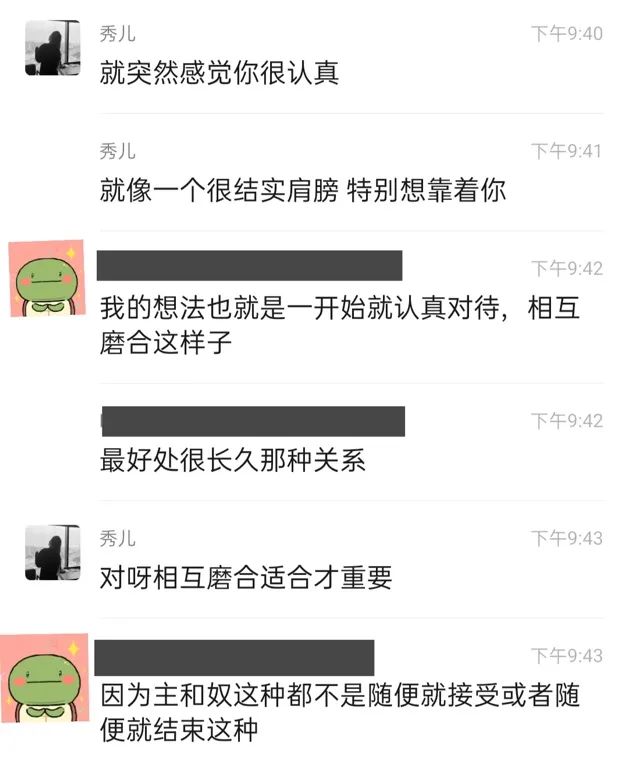 秀儿
下午9:40
就突然感觉你很认真
秀儿
下午9:41
就像一个很结实肩膀 特别想靠着你
下午9:42
我的想法也就是一开始就认真对待，相互
磨合这样子
下午9:42
最好处很长久那种关系
秀儿
下午9:43
对呀相互磨合适合才重要
下午9:43
因为主和奴这种都不是随便就接受或者随
便就结束这种